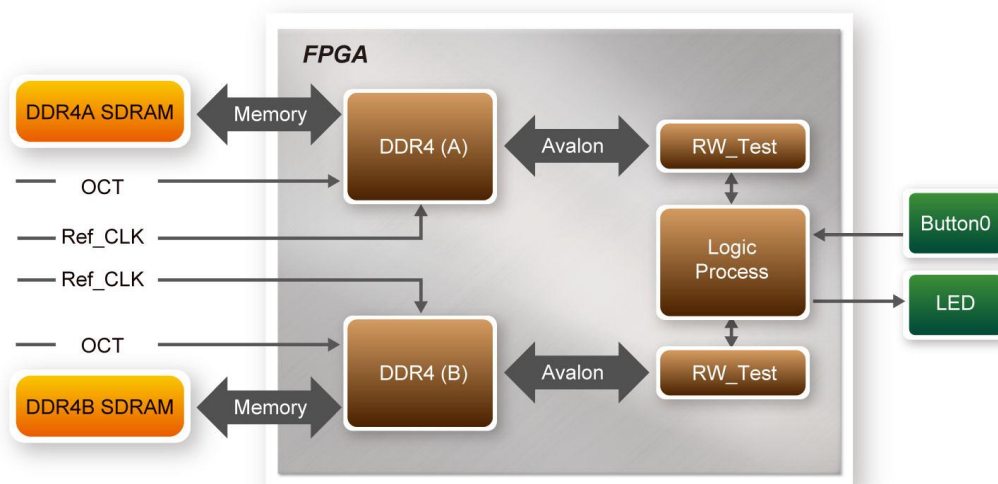 FPGA
DDR4A SDRAM
Memory
DDR4 (A)
Avalon
RW_Test
OCT
Ref_CLK
Ref_CLK
Logic
Process
Button0
LED
OCT
DDR4B SDRAM
Memory
DDR4 (B)
Avalon
RW_Test